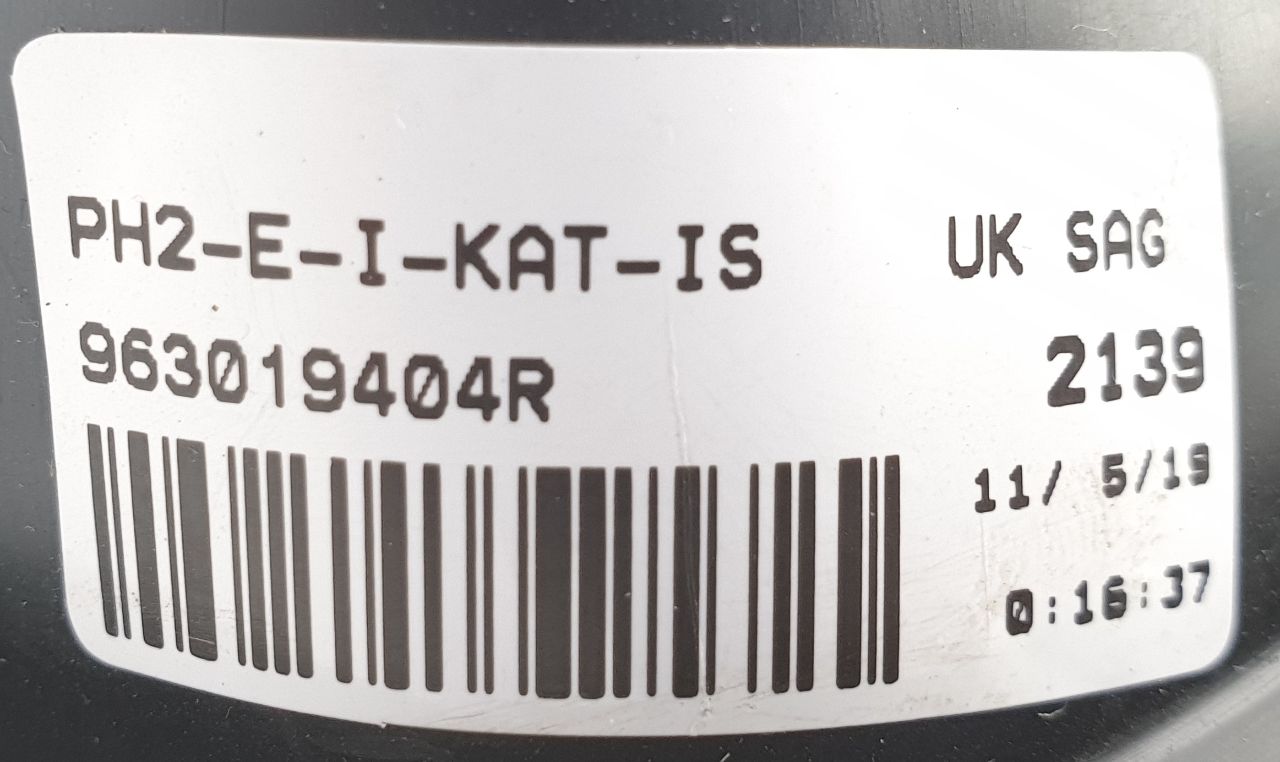 PH2-E-I-KAT-IS UK SAG
963019404R 2139
11/ 5/19
0:16:37